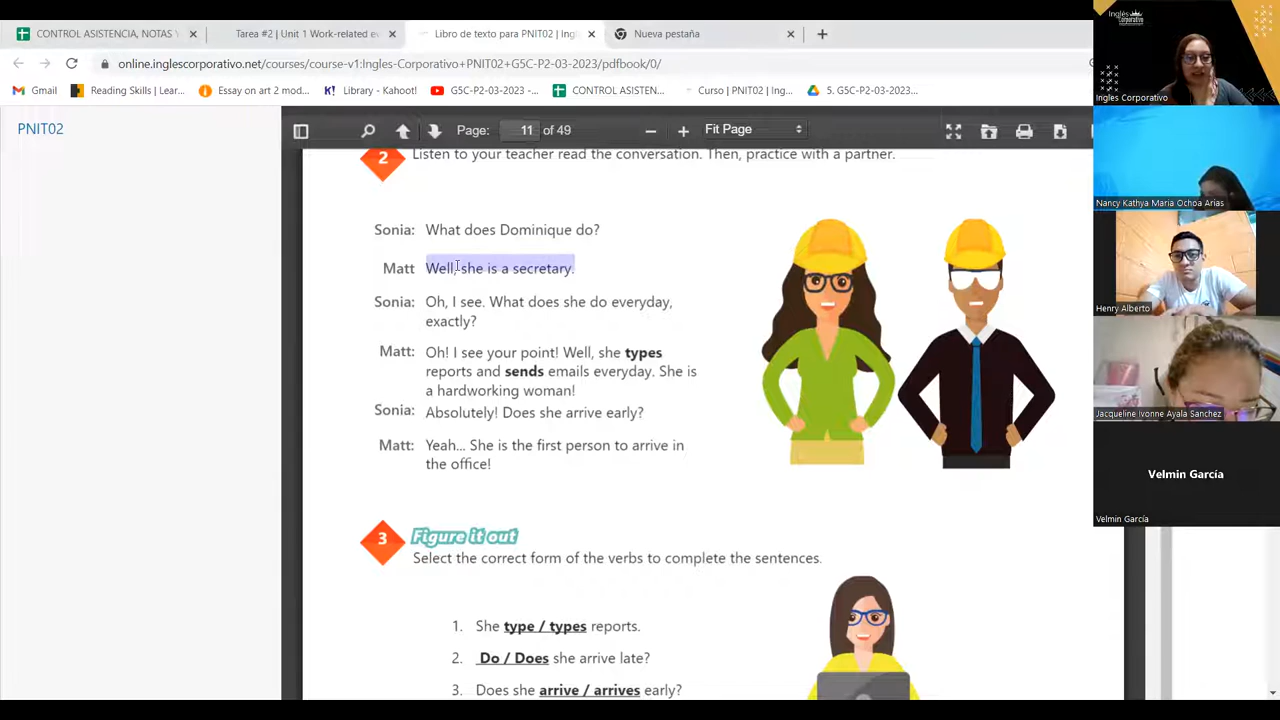 CONTROL ASISTENCIA, NOTAS Y
Tarea #2 | Unit 1 Work-related e
Libro de texto para PNIT02 | Ing
Nueva pestaña
online.inglescorporativo.net/courses/course-v1:Ingles-Corporativo+PNIT02+G5C-P2-03-2023/pdfbook/0/
Gmail
Reading Skills | Lear...
Essay on art 2 mod...
Library - Kahoot!
G5C-P2-03-2023 -...
CONTROL ASISTEN...
Curso | PNIT02 | Ing...
5. G5C-P2-03-2023...
PNIT02
Page: 11 of 49
Fit Page
2 Listen to your teacher read the conversation. Then, practice with a partner.
Sonia: What does Dominique do?
Matt Well, she is a secretary.
Sonia: Oh, I see. What does she do everyday,
exactly?
Matt: Oh! I see your point! Well, she types
reports and sends emails everyday. She is
a hardworking woman!
Sonia: Absolutely! Does she arrive early?
Matt: Yeah... She is the first person to arrive in
the office!
3 Figure it out
Select the correct form of the verbs to complete the sentences.
1. She type / types reports.
2. Do / Does she arrive late?
3. Does she arrive / arrives early?
Inglés
Corporativo
Ingles Corporativo
Nancy Kathya Maria Ochoa Arias
Henry Alberto
Jacqueline Ivonne Ayala Sanchez
Velmin García
Velmin García